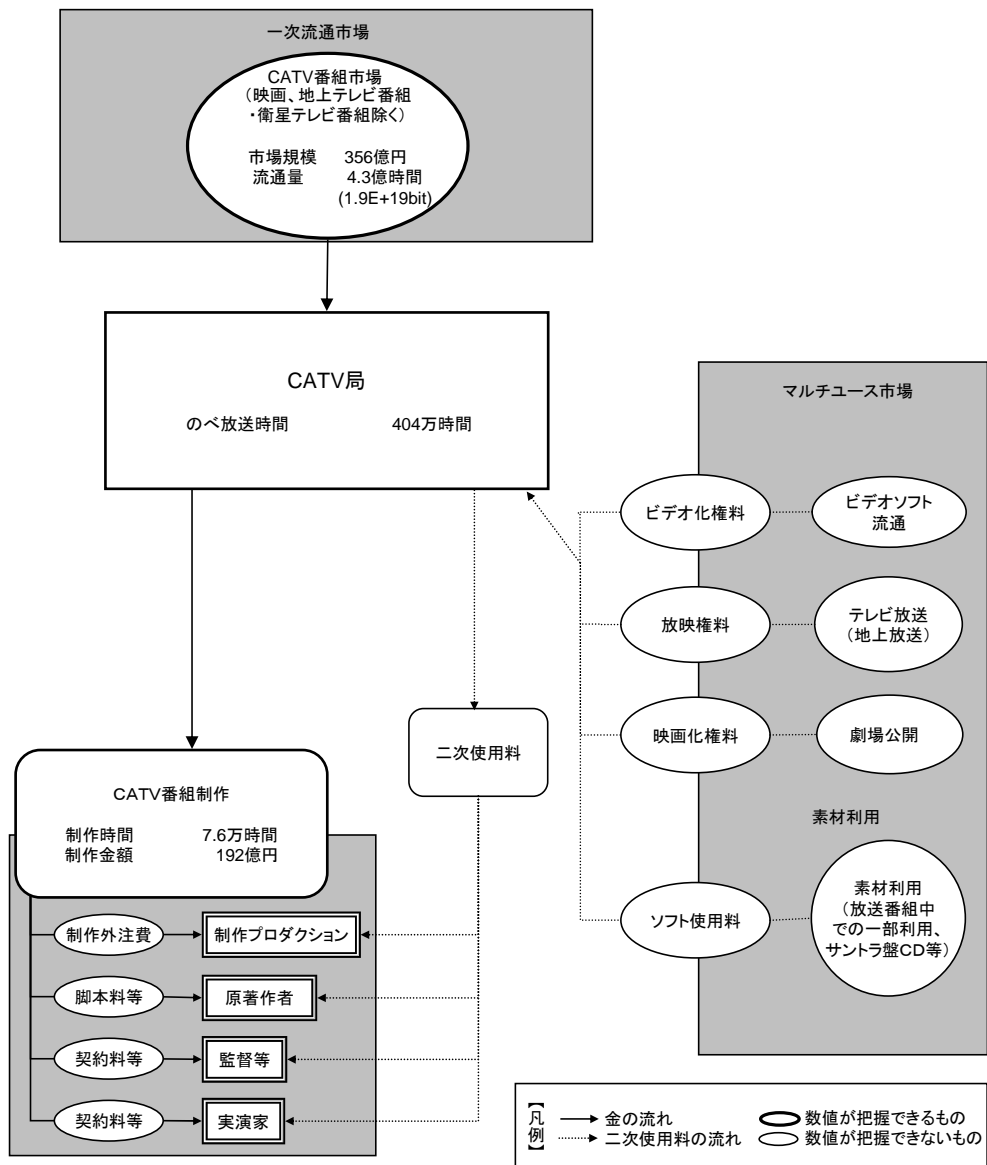 一次流通市場
CATV番組市場
（映画、地上テレビ番組
・衛星テレビ番組除く）
市場規模 356億円
流通量 4.3億時間
(1.9E+19bit)
CATV局
のべ放送時間 404万時間
マルチユース市場
ビデオ化権料
ビデオソフト
流通
放映権料
テレビ放送
（地上放送）
映画化権料
劇場公開
素材利用
ソフト使用料
素材利用
（放送番組中
での一部利用、
サントラ盤CD等）
二次使用料
CATV番組制作
制作時間 7.6万時間
制作金額 192億円
制作外注費
制作プロダクション
脚本料等
原著作者
契約料等
監督等
契約料等
実演家
【凡例】
金の流れ
数値が把握できるもの
二次使用料の流れ
数値が把握できないもの